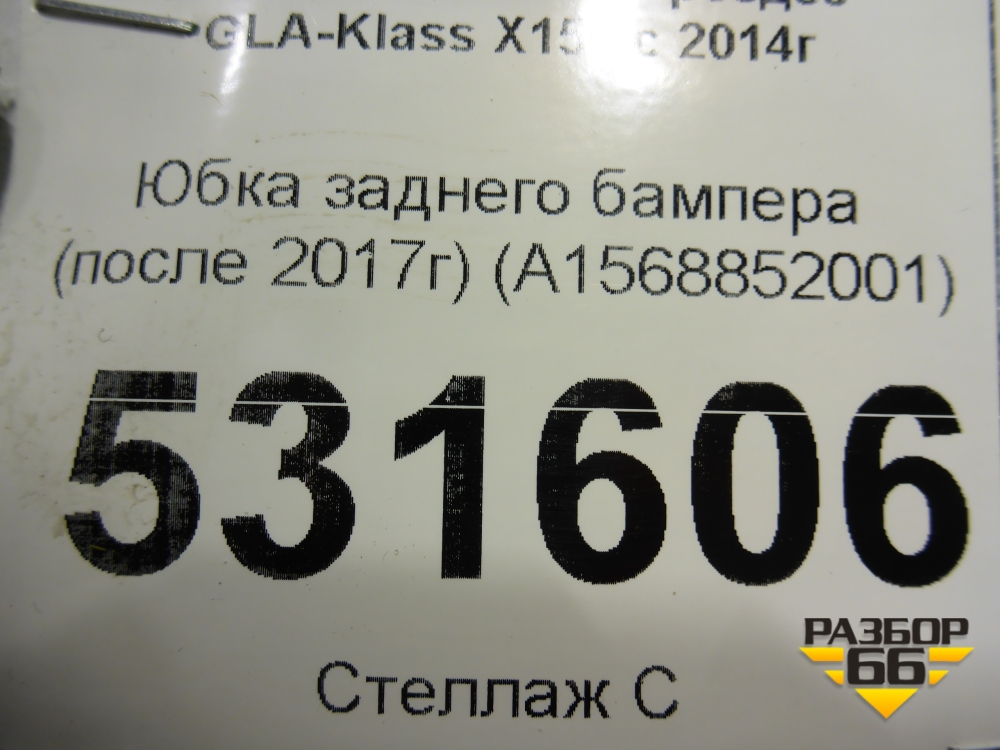 GLA-Klass X15 с 2014г
Юбка заднего бампера
(после 2017г) (A1568852001)
531606
Стеллаж С
РАЗБОР
66